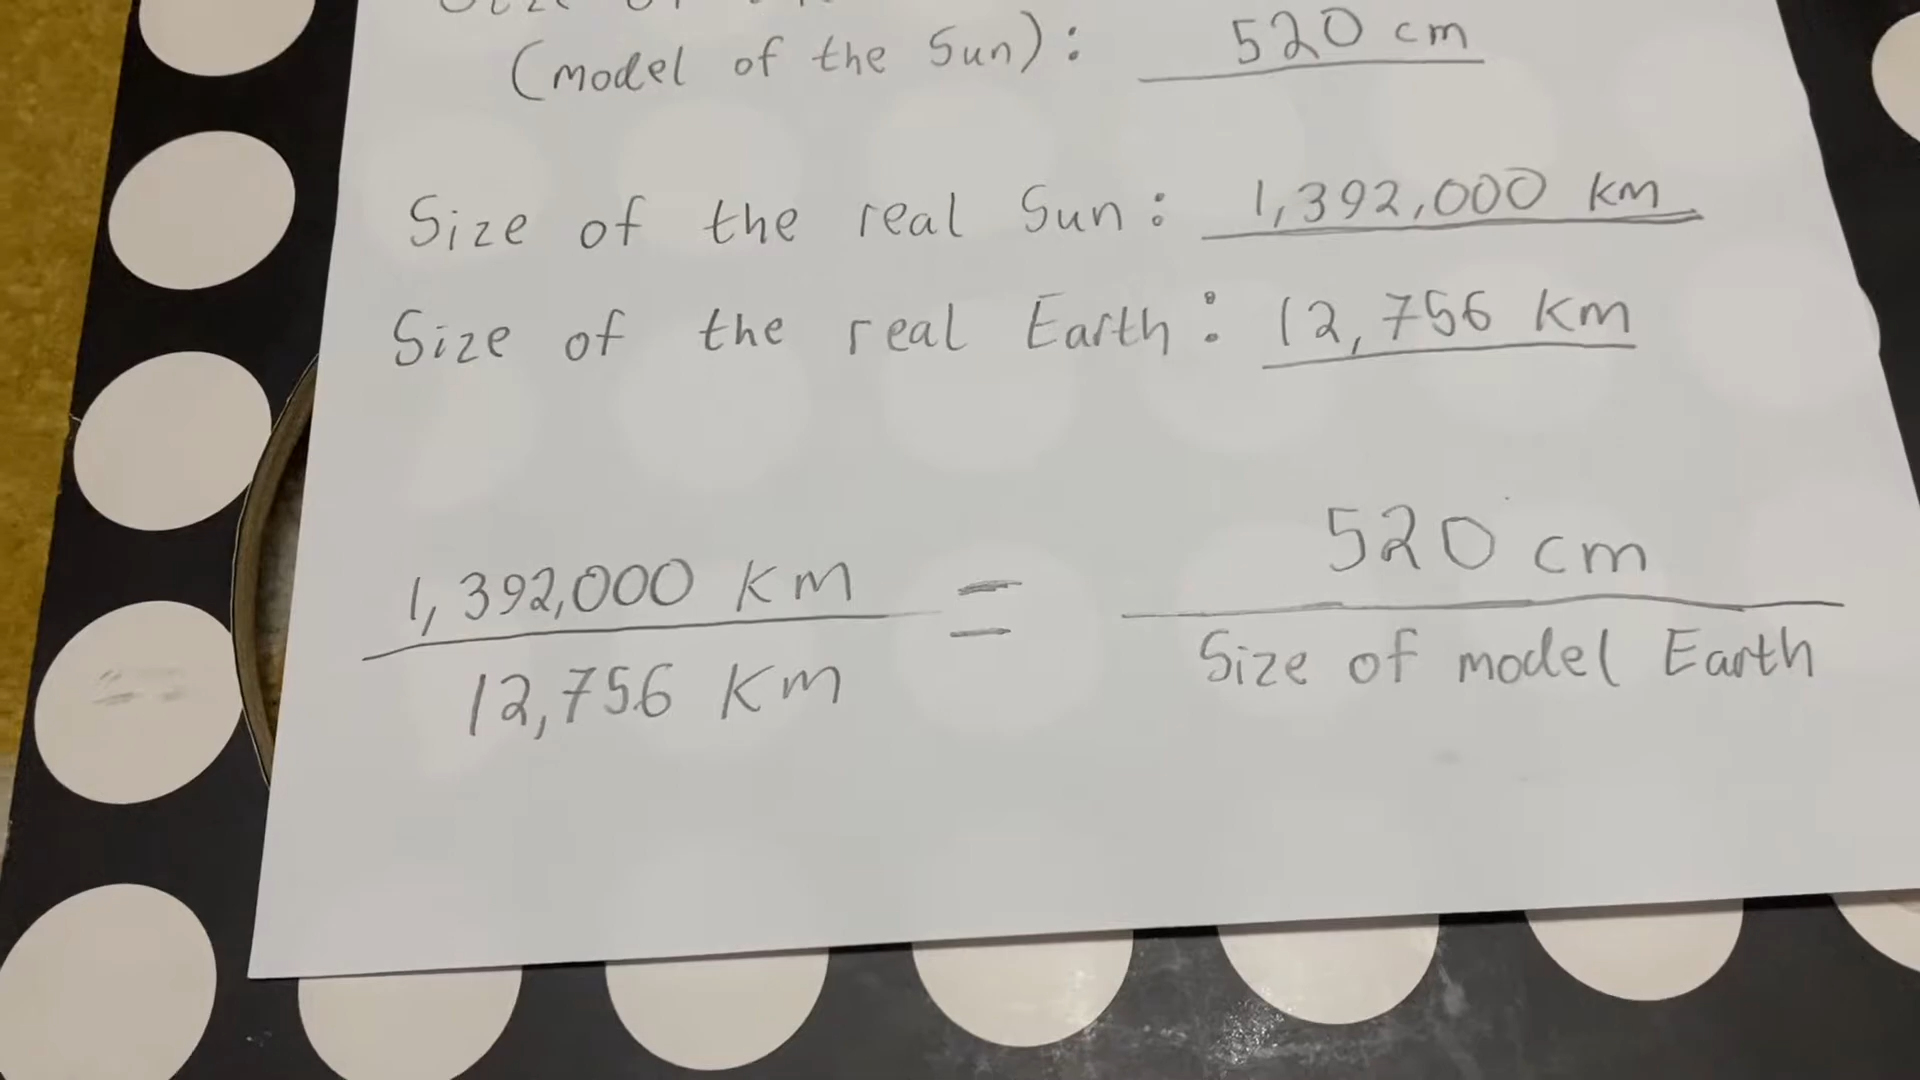 (model of the Sun): 520 cm
Size of the real Sun: 1,392,000 km
Size of the real Earth: 12,756 km
1,392,000 km = 520 cm
12,756 km Size of model Earth